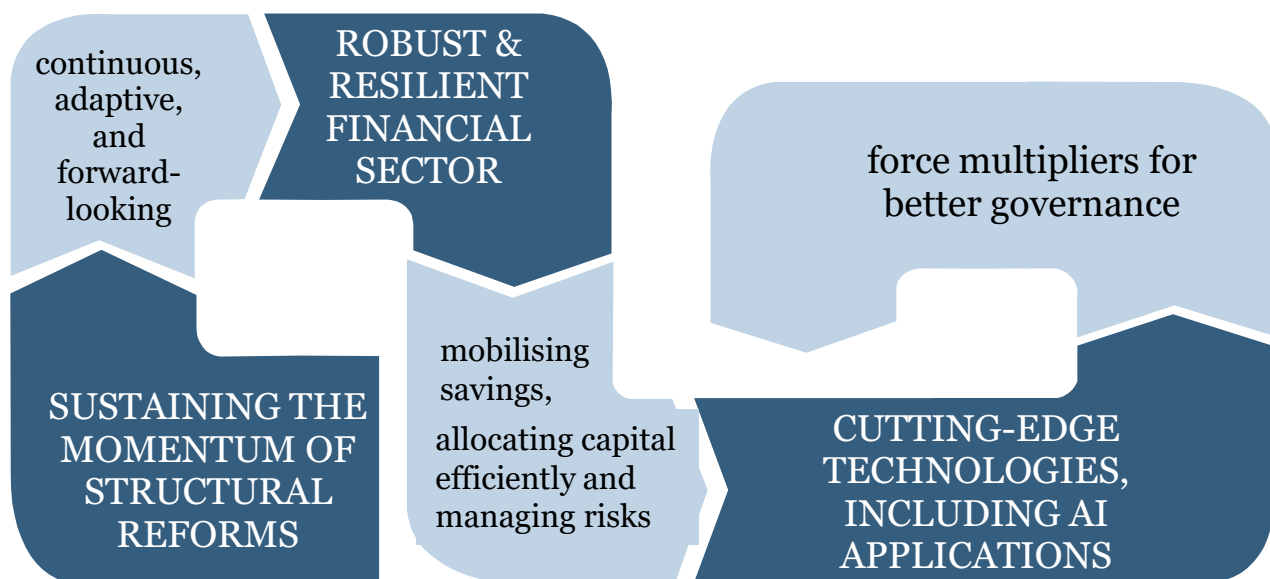 continuous,
adaptive,
and
forward-
looking
ROBUST &
RESILIENT
FINANCIAL
SECTOR
force multipliers for
better governance
SUSTAINING THE
MOMENTUM OF
STRUCTURAL
REFORMS
mobilising
savings,
allocating capital
efficiently and
managing risks
CUTTING-EDGE
TECHNOLOGIES,
INCLUDING AI
APPLICATIONS